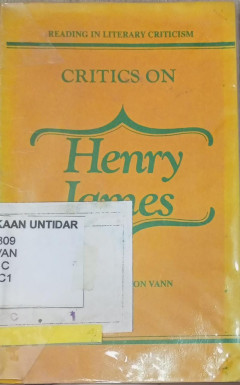 READING IN LITERARY CRITICISM
CRITICS ON
Henry
James
KAAN UNTIDAR
809
VAN
C
C1
ON VANN